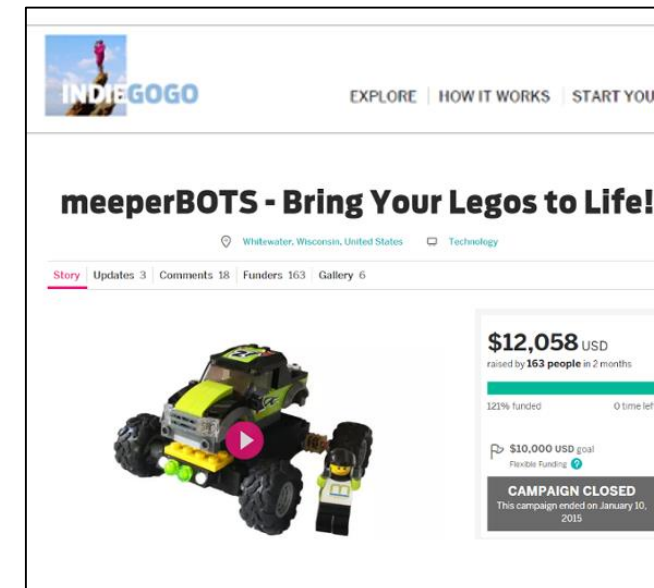 INDIEGOGO
EXPLORE HOW IT WORKS START YOU
meeperBOTS - Bring Your Legos to Life!
Whitewater, Wisconsin, United States Technology
Story Updates 3 Comments 18 Funders 163 Gallery 6
$12,058 USD
raised by 163 people in 2 months
121% funded 0 time left
$10,000 USD goal
Flexible Funding ?
CAMPAIGN CLOSED
This campaign ended on January 10,
2015